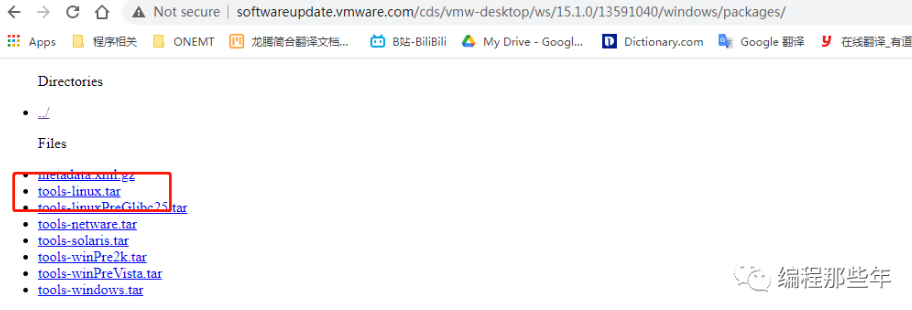 Not secure | softwareupdate.vmware.com/cds/vmw-desktop/ws/15.1.0/13591040/windows/packages/
Apps 程序相关 ONEMT 龙腾简合翻译文档... B站-BiliBili My Drive - Googl... Dictionary.com Google 翻译 在线翻译_有道
Directories
../
Files
metadata.xml.gz
tools-linux.tar
tools-linuxPreGlibc25.tar
tools-netware.tar
tools-solaris.tar
tools-winPre2k.tar
tools-winPreVista.tar
tools-windows.tar
编程那些年